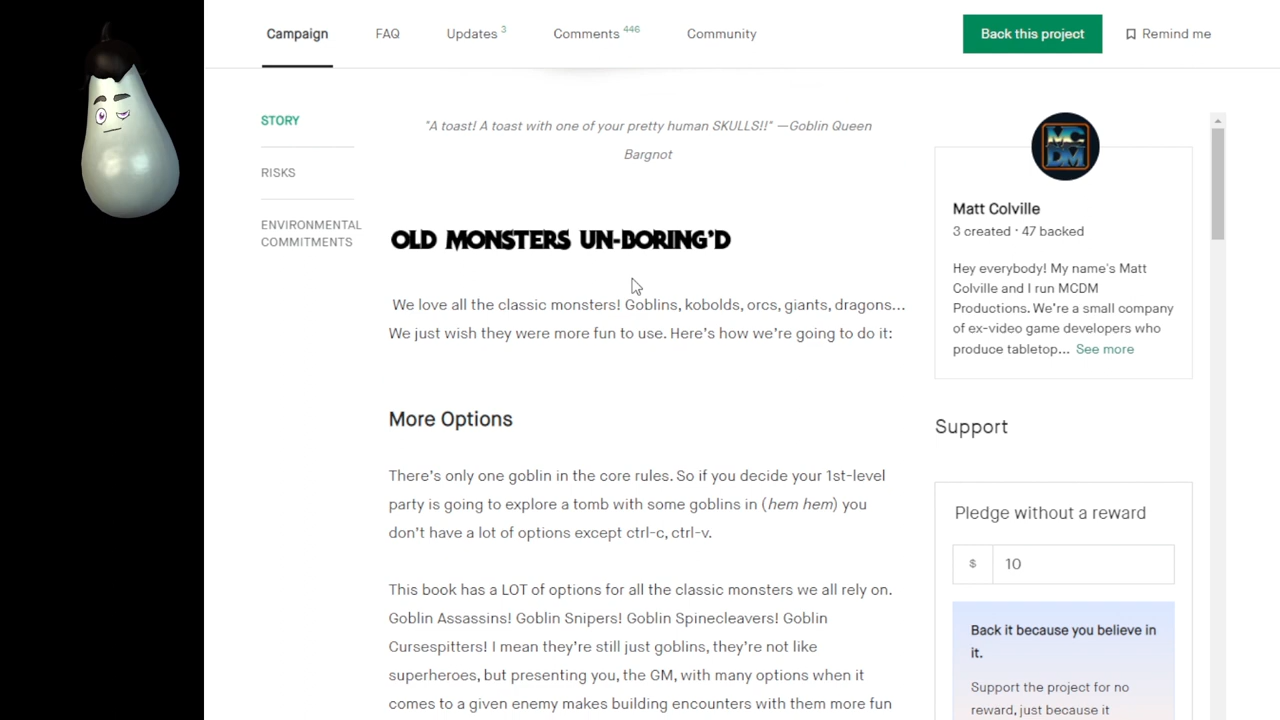 Campaign
FAQ
Updates 3
Comments 446
Community
Back this project
Remind me
STORY
RISKS
ENVIRONMENTAL
COMMITMENTS
"A toast! A toast with one of your pretty human SKULLS!!" —Goblin Queen
Bargnot
OLD MONSTERS UN-BORING'D
We love all the classic monsters! Goblins, kobolds, orcs, giants, dragons…
We just wish they were more fun to use. Here's how we're going to do it:
More Options
There's only one goblin in the core rules. So if you decide your 1st-level
party is going to explore a tomb with some goblins in (hem hem) you
don't have a lot of options except ctrl-c, ctrl-v.
This book has a LOT of options for all the classic monsters we all rely on.
Goblin Assassins! Goblin Snipers! Goblin Spinecleavers! Goblin
Cursespitters! I mean they're still just goblins, they're not like
superheroes, but presenting you, the GM, with many options when it
comes to a given enemy makes building encounters with them more fun
MC
DM
Matt Colville
3 created · 47 backed
Hey everybody! My name's Matt
Colville and I run MCDM
Productions. We're a small company
of ex-video game developers who
produce tabletop... See more
Support
Pledge without a reward
$ 10
Back it because you believe in
it.
Support the project for no
reward, just because it